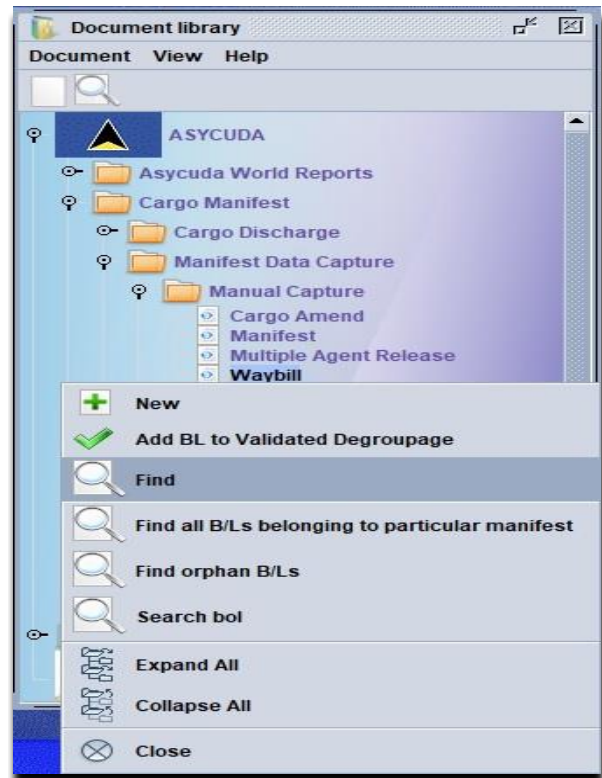 Document library
Document View Help
ASYCUDA
Asycuda World Reports
Cargo Manifest
Cargo Discharge
Manifest Data Capture
Manual Capture
Cargo Amend
Manifest
Multiple Agent Release
Waybill
New
Add BL to Validated Degroupage
Find
Find all B/Ls belonging to particular manifest
Find orphan B/Ls
Search bol
Expand All
Collapse All
Close